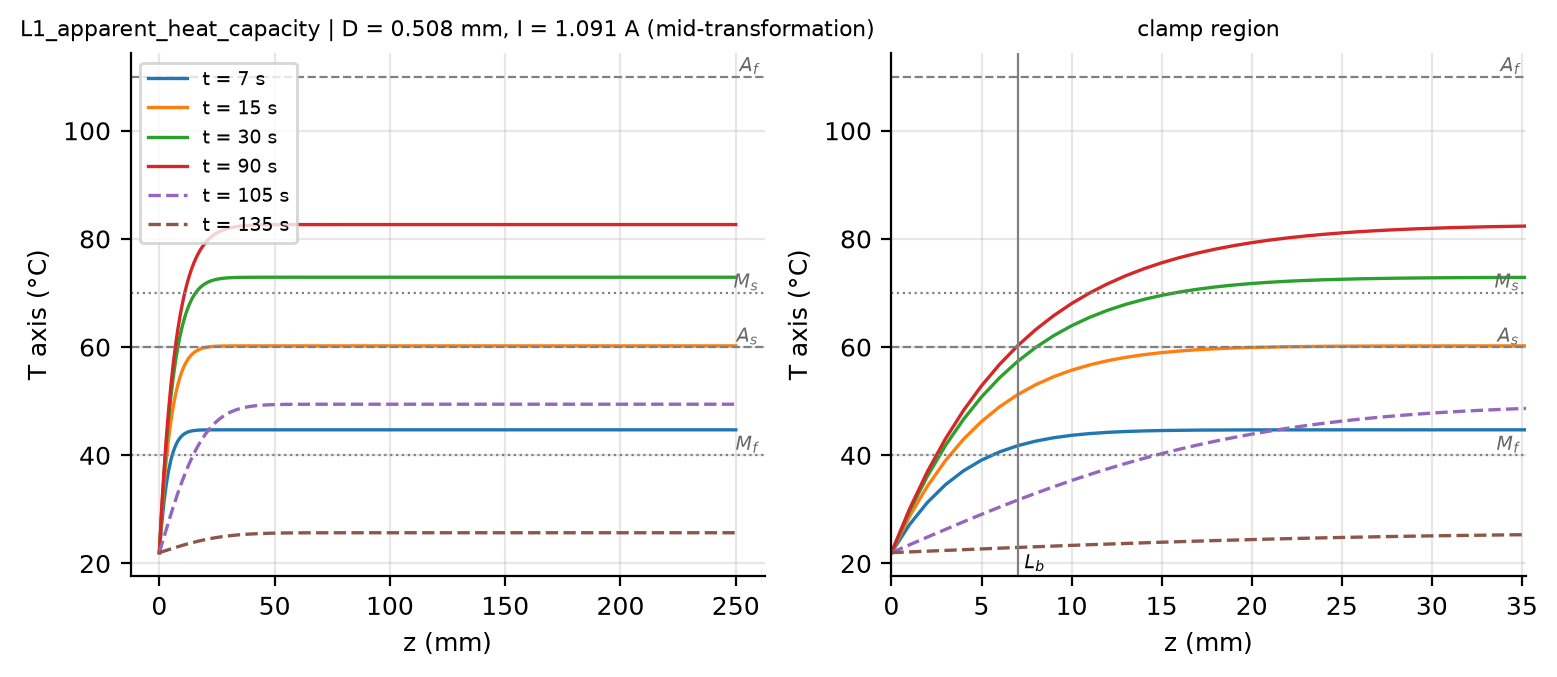 L1_apparent_heat_capacity | D = 0.508 mm, I = 1.091 A (mid-transformation)
t = 7 s
t = 15 s
t = 30 s
t = 90 s
t = 105 s
t = 135 s
A_f
M_s
A_s
M_f
100
80
60
40
20
T axis (°C)
0 50 100 150 200 250
z (mm)
clamp region
A_f
M_s
A_s
M_f
L_b
100
80
60
40
20
T axis (°C)
0 5 10 15 20 25 30 35
z (mm)